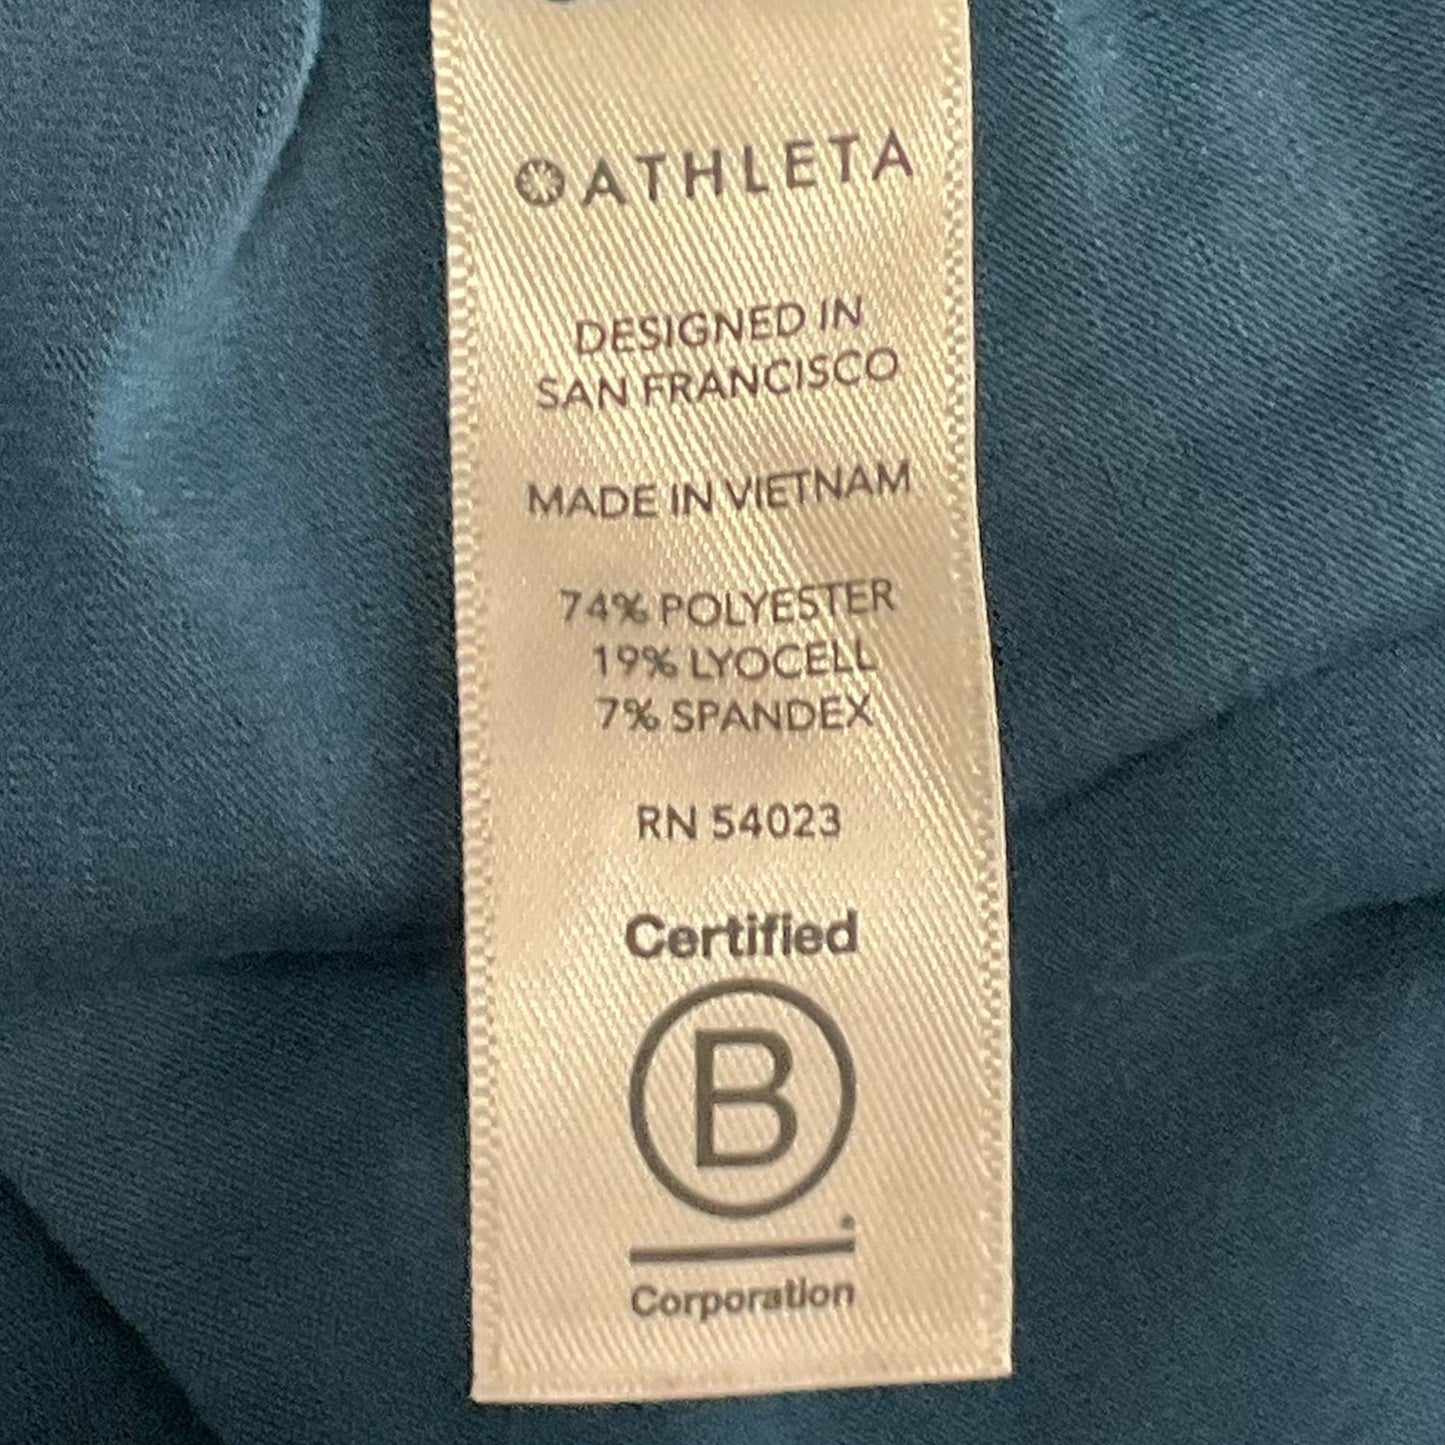 ATHLETA
DESIGNED IN
SAN FRANCISCO
MADE IN VIETNAM
74% POLYESTER
19% LYOCELL
7% SPANDEX
RN 54023
Certified
B
Corporation